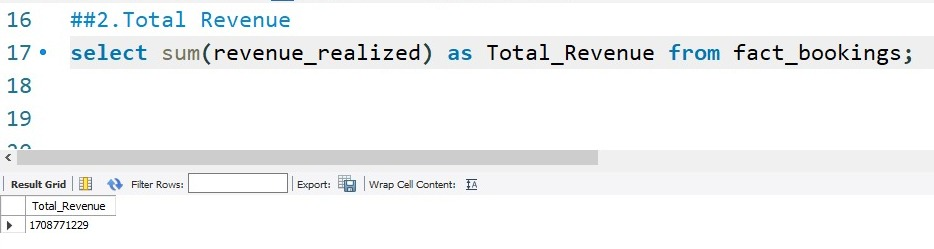 16 ##2.Total Revenue
17 select sum(revenue_realized) as Total_Revenue from fact_bookings;
18
19
Result Grid Filter Rows: Export: Wrap Cell Content: IA
Total_Revenue
1708771229